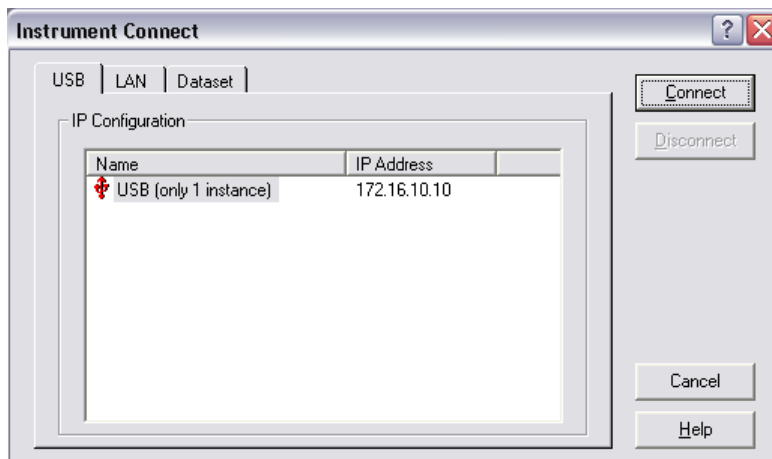 Instrument Connect
USB LAN Dataset
Connect
IP Configuration
Disconnect
Name IP Address
USB (only 1 instance) 172.16.10.10
Cancel
Help